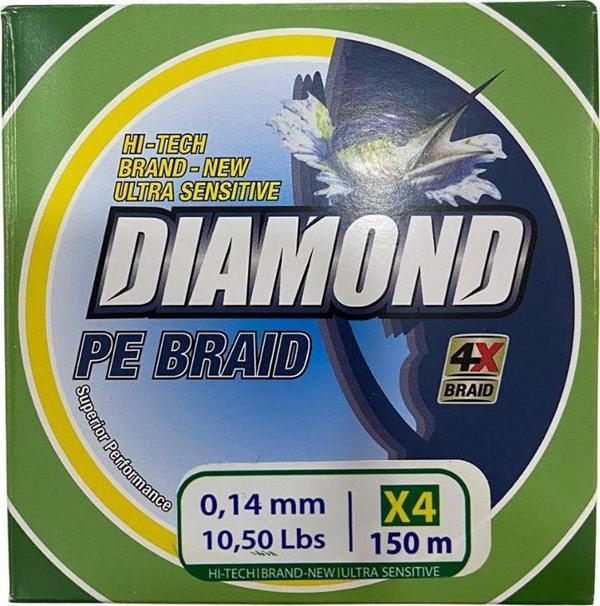 HI-TECH
BRAND-NEW
ULTRA SENSITIVE
DIAMOND
PE BRAID
4X
BRAID
Superior Performance
0,14 mm
10,50 Lbs
X4
150 m
HI-TECH|BRAND-NEW|ULTRA SENSITIVE